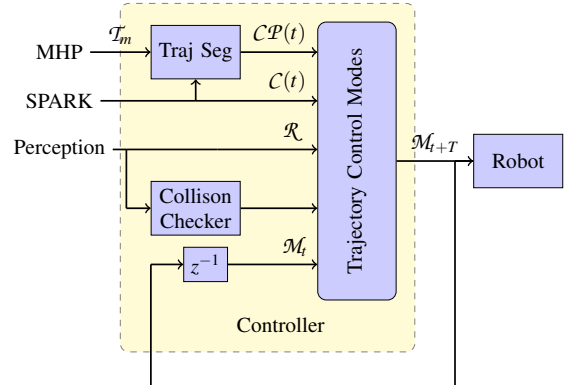 MHP
𝒯ₘ
Traj Seg
𝒞𝒫(t)
SPARK
𝒞(t)
Perception
ℛ
Collison
Checker
z⁻¹
ℳₜ
Trajectory Control Modes
ℳₜ₊T
Robot
Controller